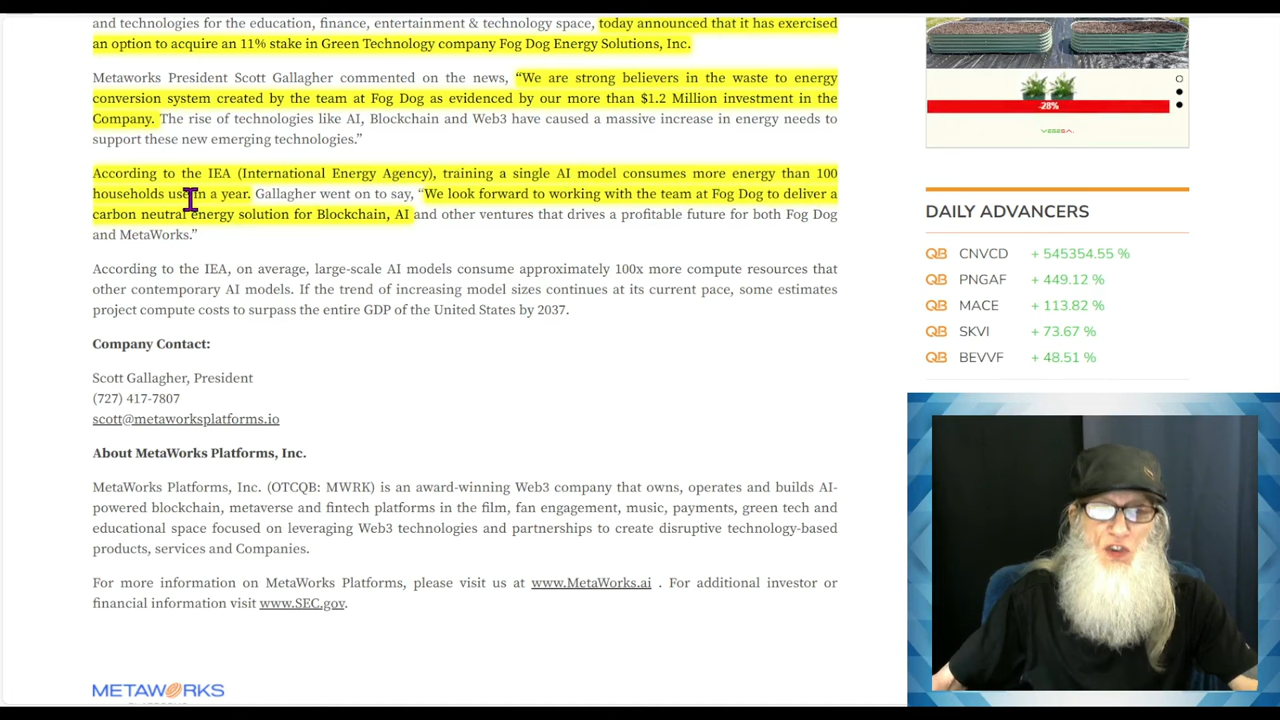 and technologies for the education, finance, entertainment & technology space, today announced that it has exercised
an option to acquire an 11% stake in Green Technology company Fog Dog Energy Solutions, Inc.
Metaworks President Scott Gallagher commented on the news, “We are strong believers in the waste to energy
conversion system created by the team at Fog Dog as evidenced by our more than $1.2 Million investment in the
Company. The rise of technologies like AI, Blockchain and Web3 have caused a massive increase in energy needs to
support these new emerging technologies.”
According to the IEA (International Energy Agency), training a single AI model consumes more energy than 100
households use in a year. Gallagher went on to say, “We look forward to working with the team at Fog Dog to deliver a
carbon neutral energy solution for Blockchain, AI and other ventures that drives a profitable future for both Fog Dog
and MetaWorks.”
According to the IEA, on average, large-scale AI models consume approximately 100x more compute resources that
other contemporary AI models. If the trend of increasing model sizes continues at its current pace, some estimates
project compute costs to surpass the entire GDP of the United States by 2037.
Company Contact:
Scott Gallagher, President
(727) 417-7807
scott@metaworksplatforms.io
About MetaWorks Platforms, Inc.
MetaWorks Platforms, Inc. (OTCQB: MWRK) is an award-winning Web3 company that owns, operates and builds AI-
powered blockchain, metaverse and fintech platforms in the film, fan engagement, music, payments, green tech and
educational space focused on leveraging Web3 technologies and partnerships to create disruptive technology-based
products, services and Companies.
For more information on MetaWorks Platforms, please visit us at www.MetaWorks.ai . For additional investor or
financial information visit www.SEC.gov.
METAWORKS
-28%
VEGEGA.
DAILY ADVANCERS
QB CNVCD + 545354.55 %
QB PNGAF + 449.12 %
QB MACE + 113.82 %
QB SKVI + 73.67 %
QB BEVVF + 48.51 %